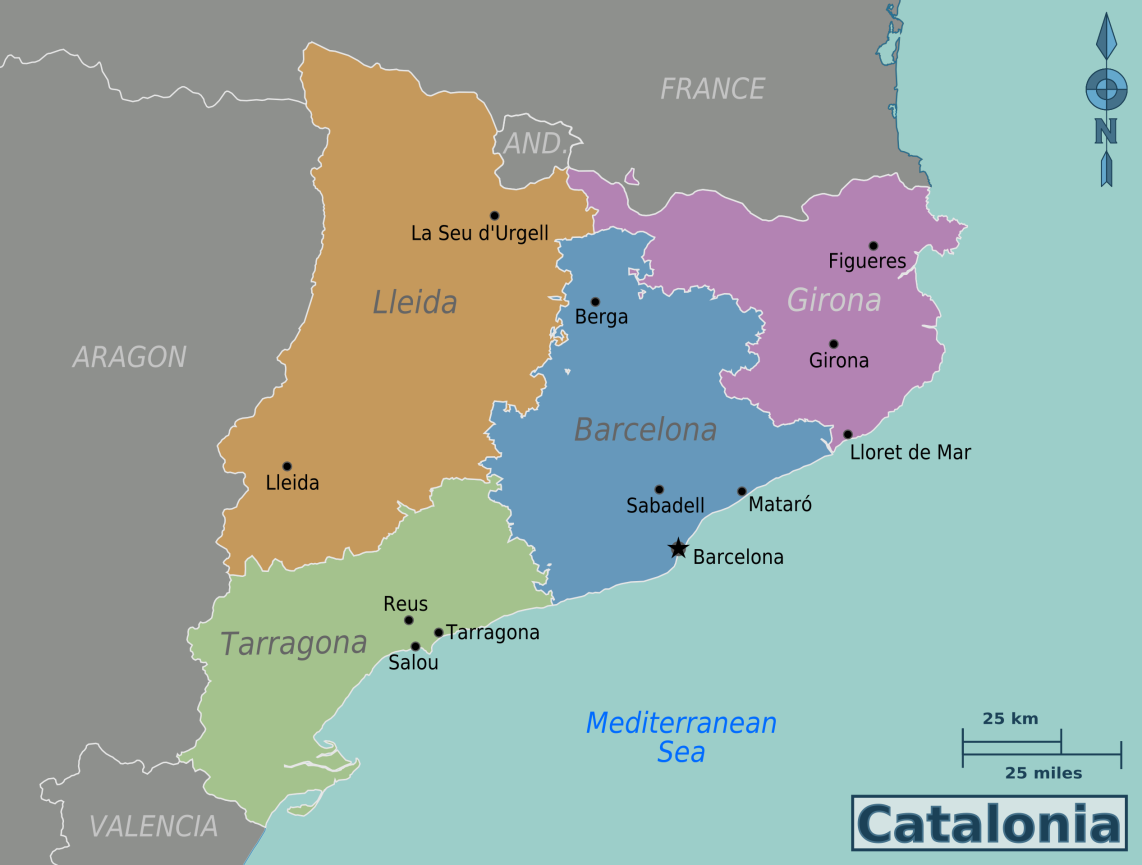 FRANCE
N
AND.
La Seu d'Urgell
Figueres
Lleida
Girona
Berga
ARAGON
Girona
Barcelona
Lloret de Mar
Lleida
Sabadell
Mataró
Barcelona
Reus
Tarragona
Tarragona
Salou
Mediterranean
Sea
25 km
25 miles
VALENCIA
Catalonia